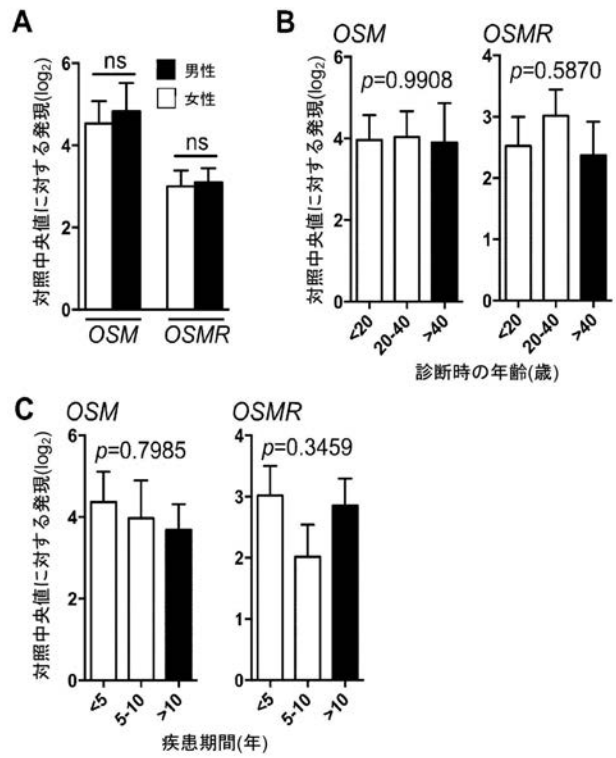 A
対照中央値に対する発現(log₂)
6
4
2
0
ns
ns
男性
女性
OSM
OSMR
B
OSM
対照中央値に対する発現(log₂)
6
4
2
0
p=0.9908
<20
20-40
>40
OSMR
4
3
2
1
0
p=0.5870
<20
20-40
>40
診断時の年齢(歳)
C
OSM
対照中央値に対する発現(log₂)
6
4
2
0
p=0.7985
<5
5-10
>10
OSMR
4
3
2
1
0
p=0.3459
<5
5-10
>10
疾患期間(年)